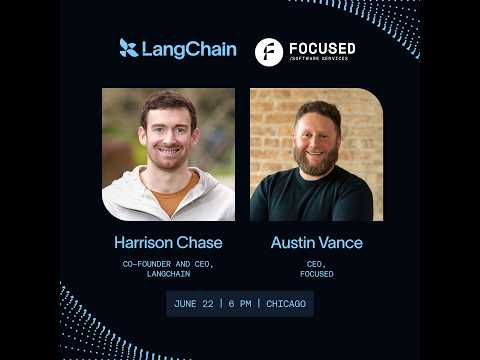 LangChain
FOCUSED
/SOFTWARE SERVICES
Harrison Chase
CO-FOUNDER AND CEO,
LANGCHAIN
Austin Vance
CEO,
FOCUSED
JUNE 22 | 6 PM | CHICAGO